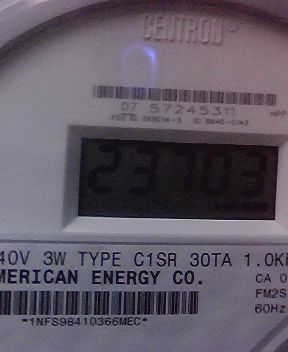 CENTRON
07 57245311
23703
40V 3W TYPE C1SR 30TA 1.0K
MERICAN ENERGY CO.
CA 0
FM2S
60Hz
*1NFS98410366MEC*